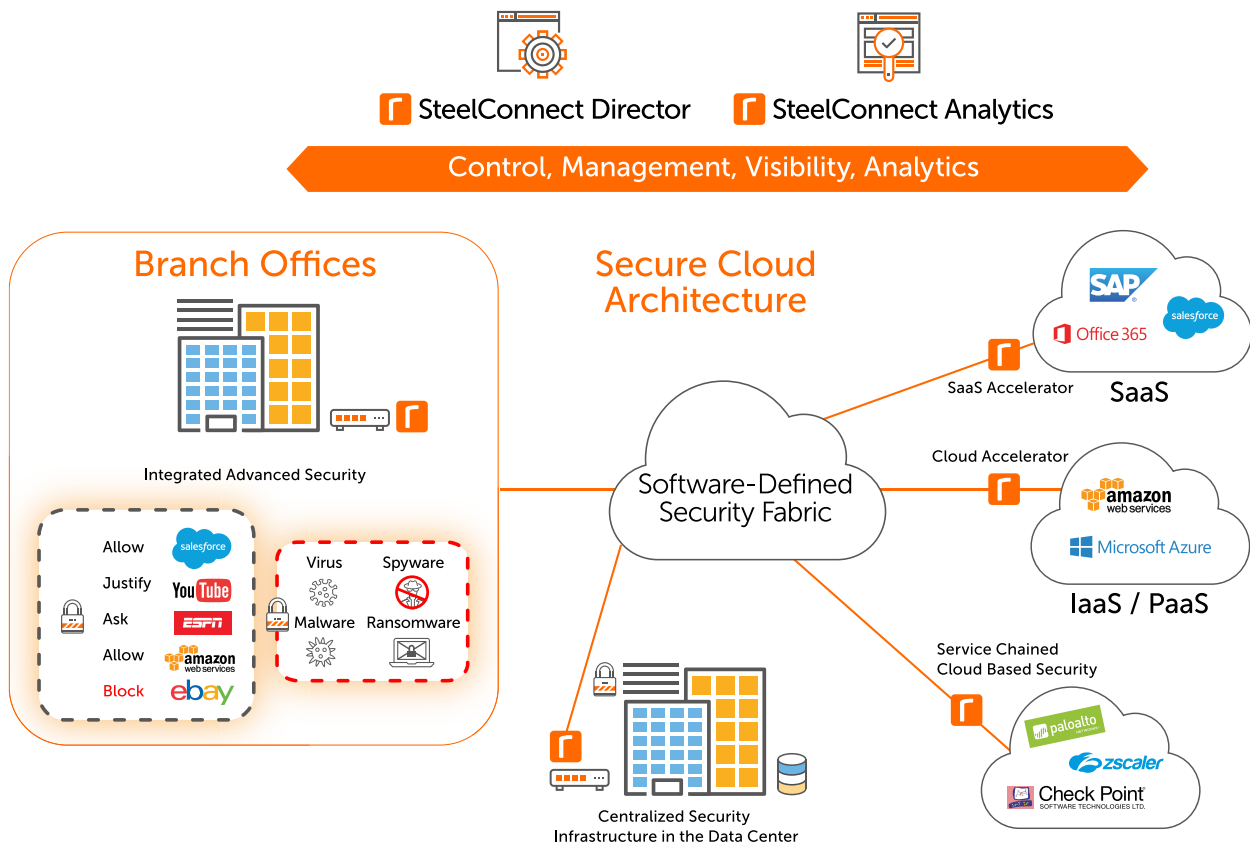 SteelConnect Director
SteelConnect Analytics
Control, Management, Visibility, Analytics
Branch Offices
Integrated Advanced Security
Allow
salesforce
Justify
YouTube
Ask
ESPN
Allow
amazon
web services
Block
ebay
Virus
Spyware
Malware
Ransomware
Secure Cloud
Architecture
Software-Defined
Security Fabric
SAP
®
salesforce
Office 365
SaaS Accelerator
SaaS
Cloud Accelerator
amazon
web services
Microsoft Azure
IaaS / PaaS
Service Chained
Cloud Based Security
paloalto
zscaler
Check Point®
SOFTWARE TECHNOLOGIES LTD.
Centralized Security
Infrastructure in the Data Center